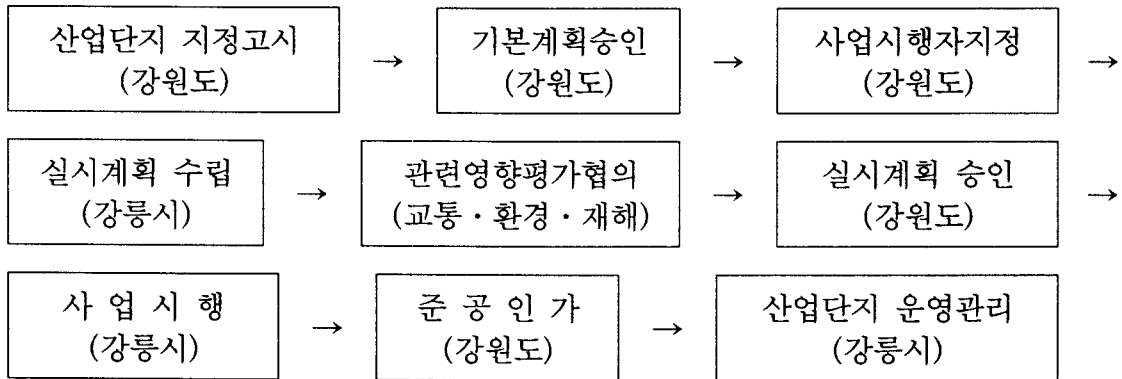 산업단지 지정고시
(강원도)
→
기본계획승인
(강원도)
→
사업시행자지정
(강원도)
→
실시계획 수립
(강릉시)
→
관련영향평가협의
(교통·환경·재해)
→
실시계획 승인
(강원도)
→
사 업 시 행
(강릉시)
→
준 공 인 가
(강원도)
→
산업단지 운영관리
(강릉시)